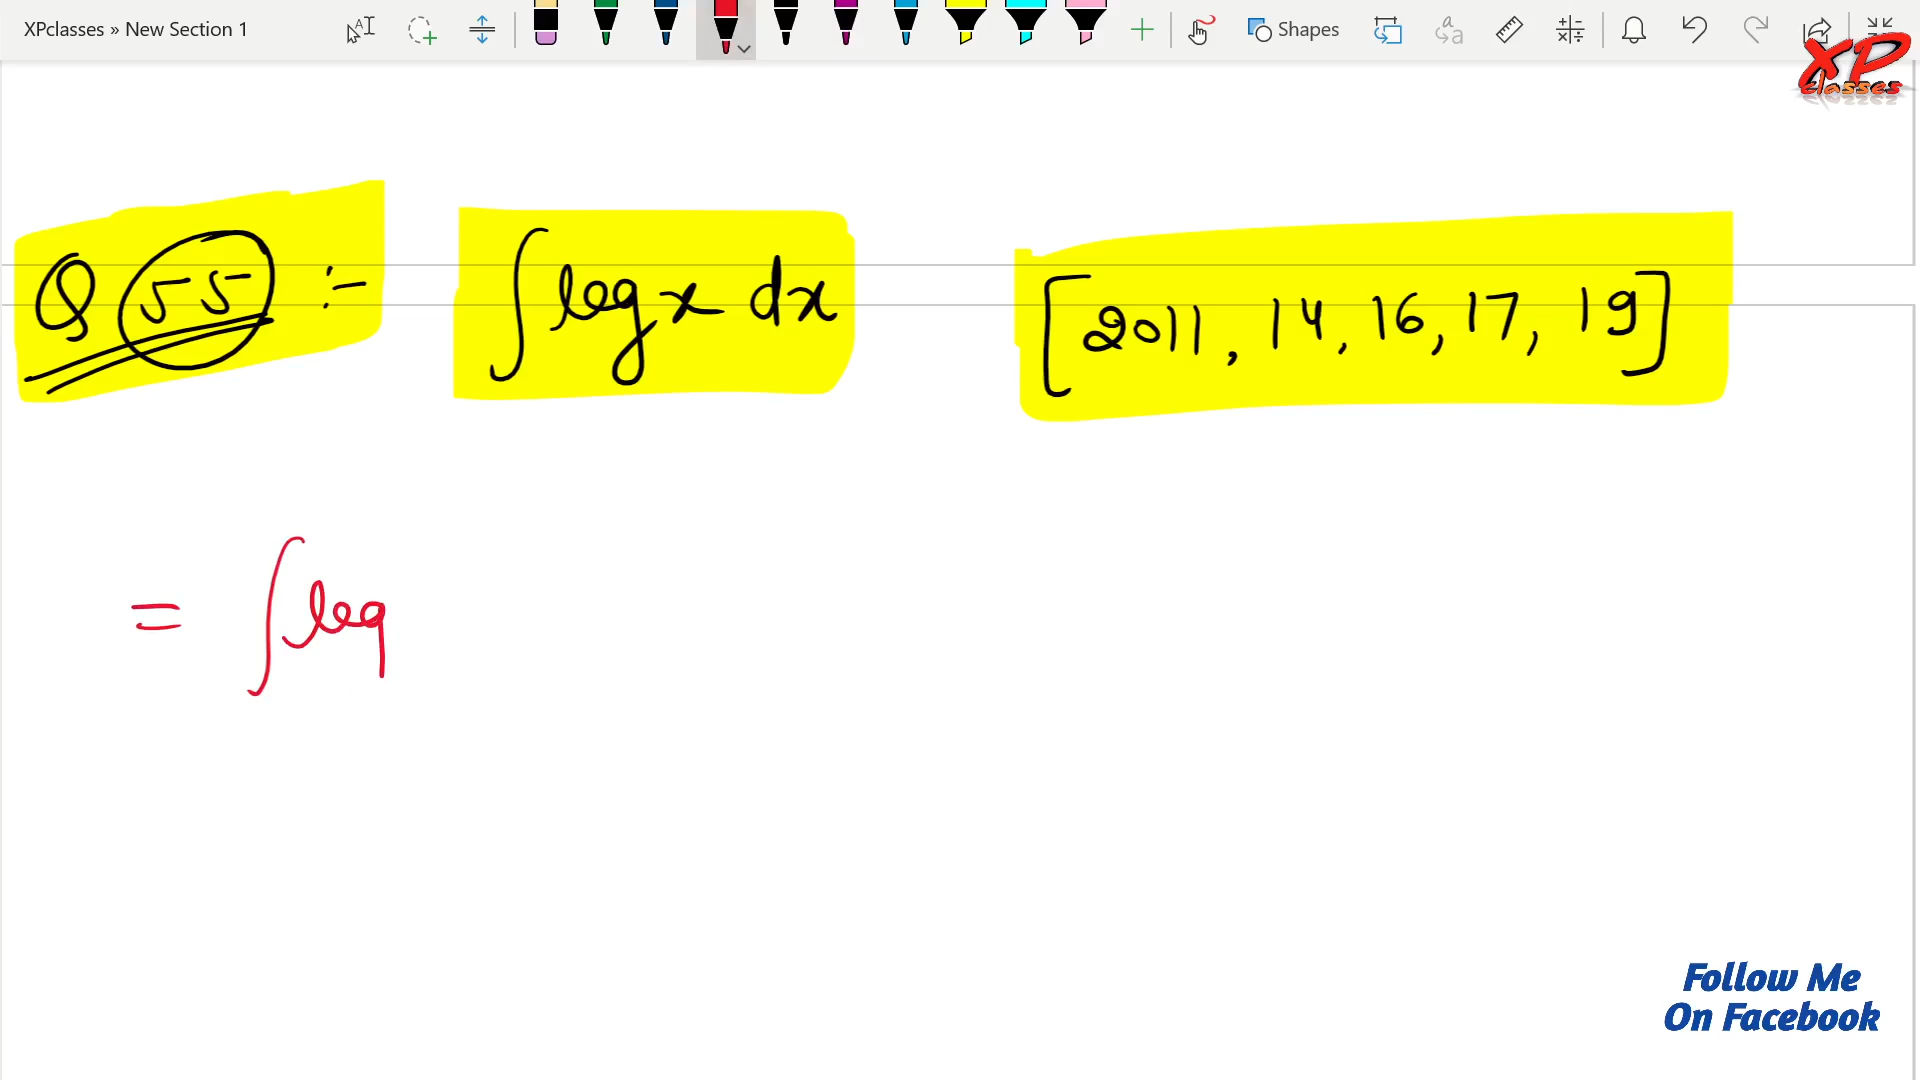 XPclasses » New Section 1
Shapes
XP
classes
Q 55 :- ∫ log x dx [2011, 14, 16, 17, 19]
= ∫ log
Follow Me
On Facebook